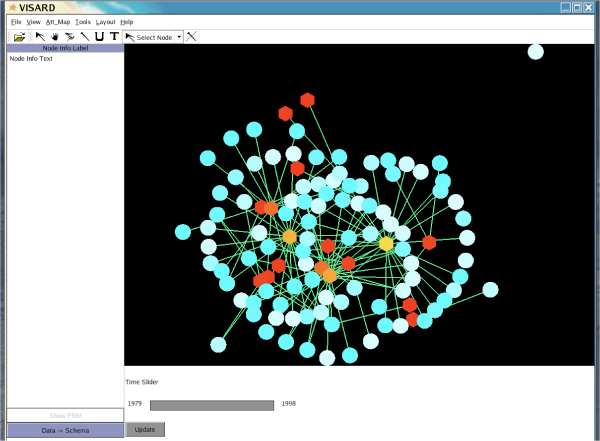 VISARD
File View Att_Map Tools Layout Help
U T Select Node
Node Info Label
Node Info Text
Time Slider
1979 1998
Show PRM
Data -> Schema
Update